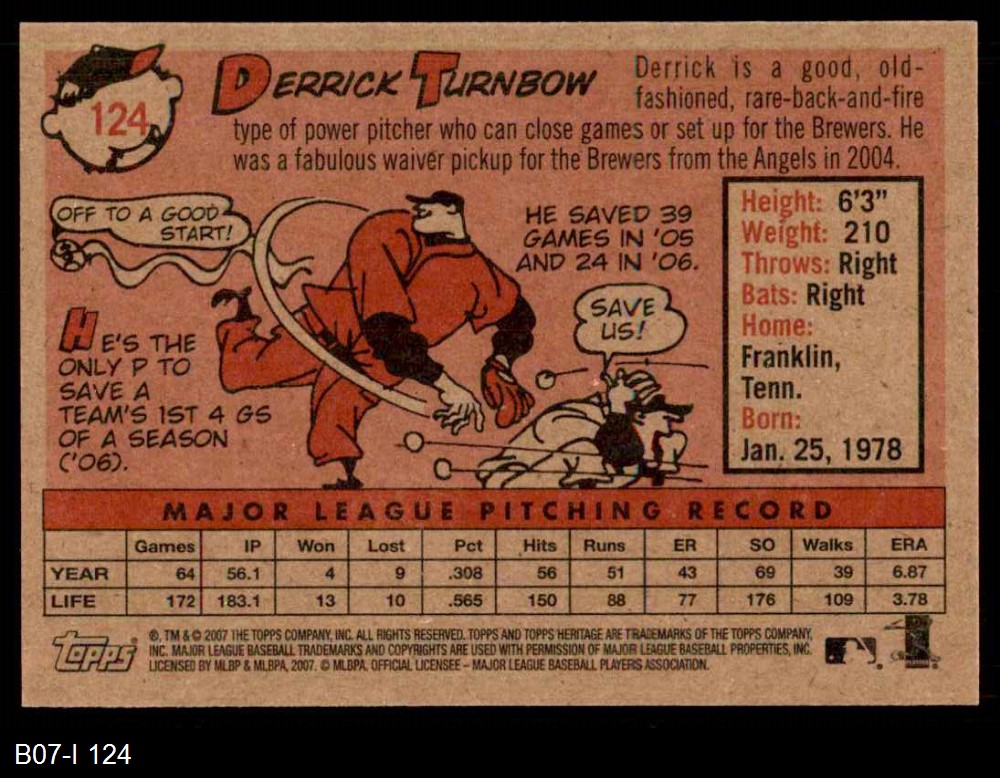 124
DERRICK TURNBOW
Derrick is a good, old-
fashioned, rare-back-and-fire
type of power pitcher who can close games or set up for the Brewers. He
was a fabulous waiver pickup for the Brewers from the Angels in 2004.
OFF TO A GOOD
START!
HE SAVED 39
GAMES IN '05
AND 24 IN '06.
SAVE
US!
HE'S THE
ONLY P TO
SAVE A
TEAM'S 1ST 4 GS
OF A SEASON
('06).
Height: 6'3"
Weight: 210
Throws: Right
Bats: Right
Home:
Franklin,
Tenn.
Born:
Jan. 25, 1978
MAJOR LEAGUE PITCHING RECORD
Games IP Won Lost Pct Hits Runs ER SO Walks ERA
YEAR 64 56.1 4 9 .308 56 51 43 69 39 6.87
LIFE 172 183.1 13 10 .565 150 88 77 176 109 3.78
Topps
®, TM & © 2007 THE TOPPS COMPANY, INC. ALL RIGHTS RESERVED. TOPPS AND TOPPS HERITAGE ARE TRADEMARKS OF THE TOPPS COMPANY,
INC. MAJOR LEAGUE BASEBALL TRADEMARKS AND COPYRIGHTS ARE USED WITH PERMISSION OF MAJOR LEAGUE BASEBALL PROPERTIES, INC.
LICENSED BY MLBP & MLBPA, 2007. © MLBPA. OFFICIAL LICENSEE – MAJOR LEAGUE BASEBALL PLAYERS ASSOCIATION.
B07-I 124